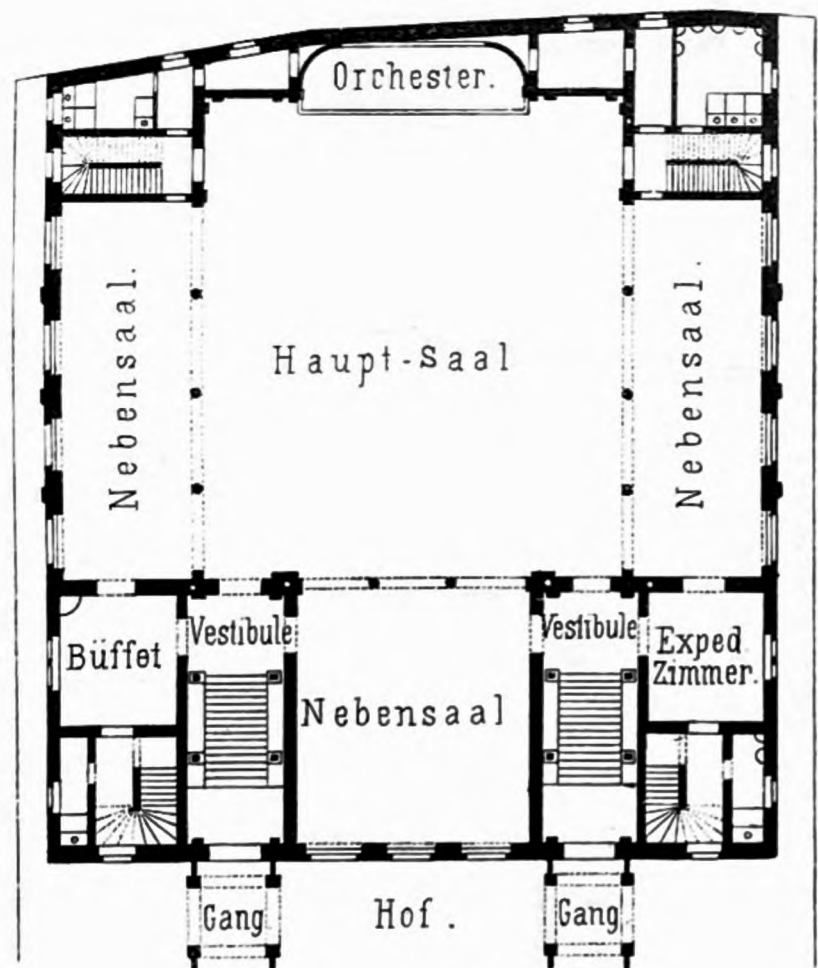 Orchester.
Nebensaal.
Haupt-Saal
Nebensaal.
Büffet
Vestibule
Nebensaal
Vestibule
Exped
Zimmer.
Gang
Hof.
Gang